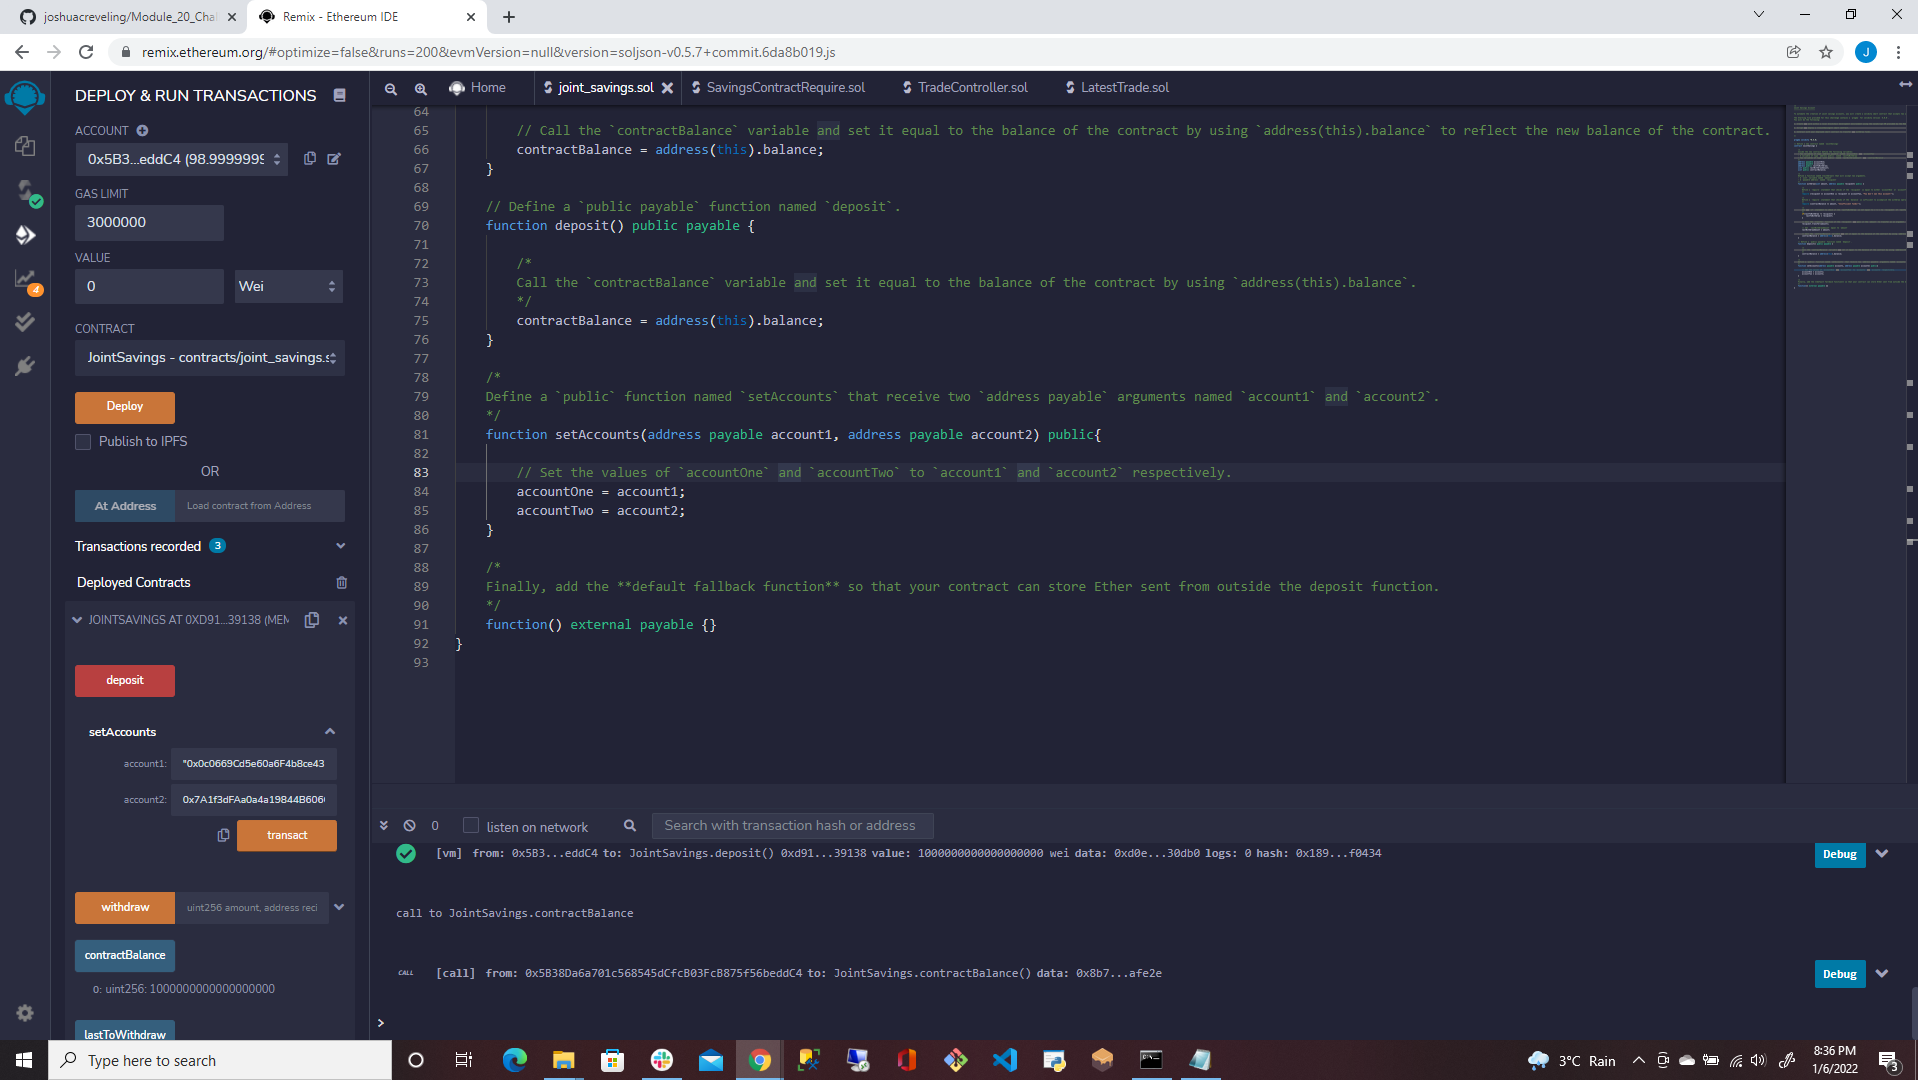 joshuacreveling/Module_20_Chal
Remix - Ethereum IDE
remix.ethereum.org/#optimize=false&runs=200&evmVersion=null&version=soljson-v0.5.7+commit.6da8b019.js
J
DEPLOY & RUN TRANSACTIONS
ACCOUNT
0x5B3...eddC4 (98.9999999
GAS LIMIT
3000000
VALUE
0
Wei
CONTRACT
JointSavings - contracts/joint_savings.s
Deploy
Publish to IPFS
OR
At Address
Load contract from Address
Transactions recorded 3
Deployed Contracts
JOINTSAVINGS AT 0XD91...39138 (MEM
deposit
setAccounts
account1: "0x0c0669Cd5e60a6F4b8ce43
account2: 0x7A1f3dFAa0a4a19844B606
transact
withdraw
uint256 amount, address reci
contractBalance
0: uint256: 1000000000000000000
lastToWithdraw
4
Home
joint_savings.sol
SavingsContractRequire.sol
TradeController.sol
LatestTrade.sol
64
65 // Call the `contractBalance` variable and set it equal to the balance of the contract by using `address(this).balance` to reflect the new balance of the contract.
66 contractBalance = address(this).balance;
67 }
68
69 // Define a `public payable` function named `deposit`.
70 function deposit() public payable {
71
72 /*
73 Call the `contractBalance` variable and set it equal to the balance of the contract by using `address(this).balance`.
74 */
75 contractBalance = address(this).balance;
76 }
77
78 /*
79 Define a `public` function named `setAccounts` that receive two `address payable` arguments named `account1` and `account2`.
80 */
81 function setAccounts(address payable account1, address payable account2) public{
82
83 // Set the values of `accountOne` and `accountTwo` to `account1` and `account2` respectively.
84 accountOne = account1;
85 accountTwo = account2;
86 }
87
88 /*
89 Finally, add the **default fallback function** so that your contract can store Ether sent from outside the deposit function.
90 */
91 function() external payable {}
92 }
93
0
listen on network
Search with transaction hash or address
[vm] from: 0x5B3...eddC4 to: JointSavings.deposit() 0xd91...39138 value: 1000000000000000000 wei data: 0xd0e...30db0 logs: 0 hash: 0x189...f0434
Debug
call to JointSavings.contractBalance
CALL [call] from: 0x5B38Da6a701c568545dCfcB03FcB875f56beddC4 to: JointSavings.contractBalance() data: 0x8b7...afe2e
Debug
>
Type here to search
3°C Rain
8:36 PM
1/6/2022
3